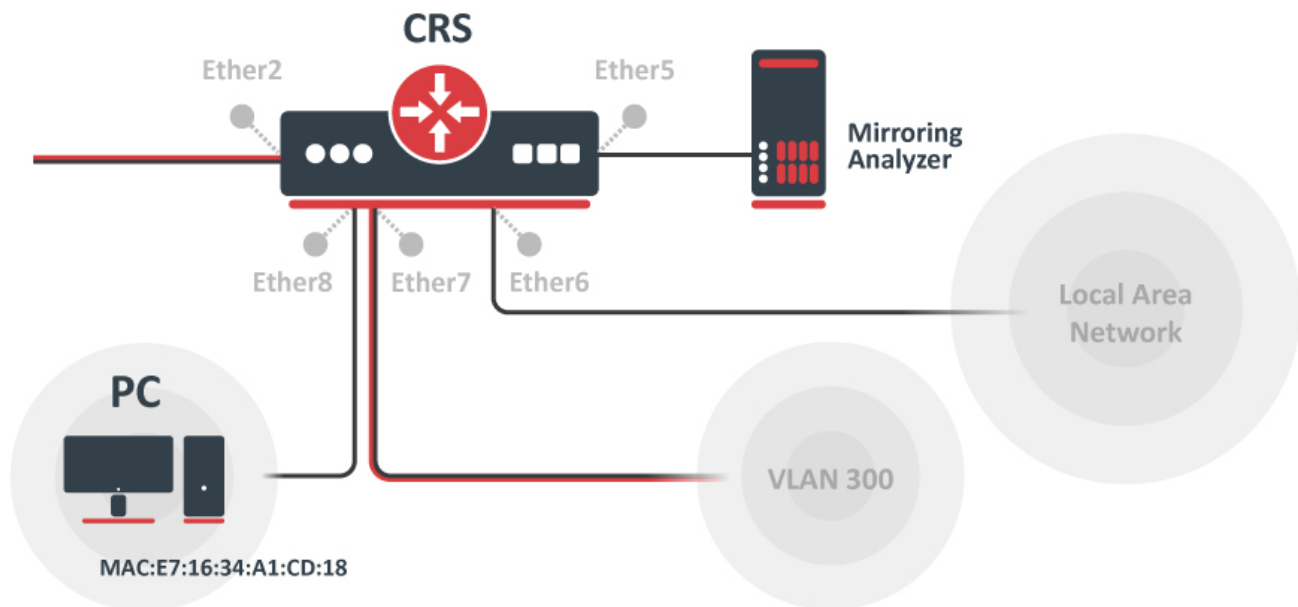 CRS
Ether2
Ether5
Mirroring
Analyzer
Ether8
Ether7
Ether6
Local Area
Network
PC
VLAN 300
MAC:E7:16:34:A1:CD:18